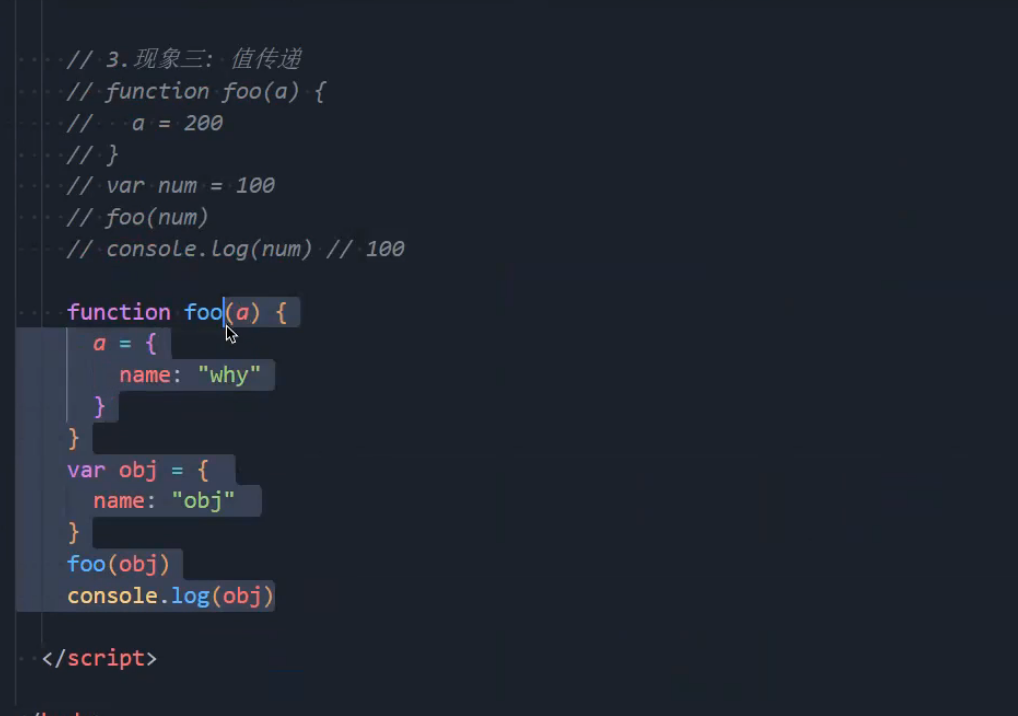 // 3.现象三: 值传递
// function foo(a) {
//   a = 200
// }
// var num = 100
// foo(num)
// console.log(num) // 100
function foo(a) {
  a = {
    name: "why"
  }
}
var obj = {
  name: "obj"
}
foo(obj)
console.log(obj)
</script>